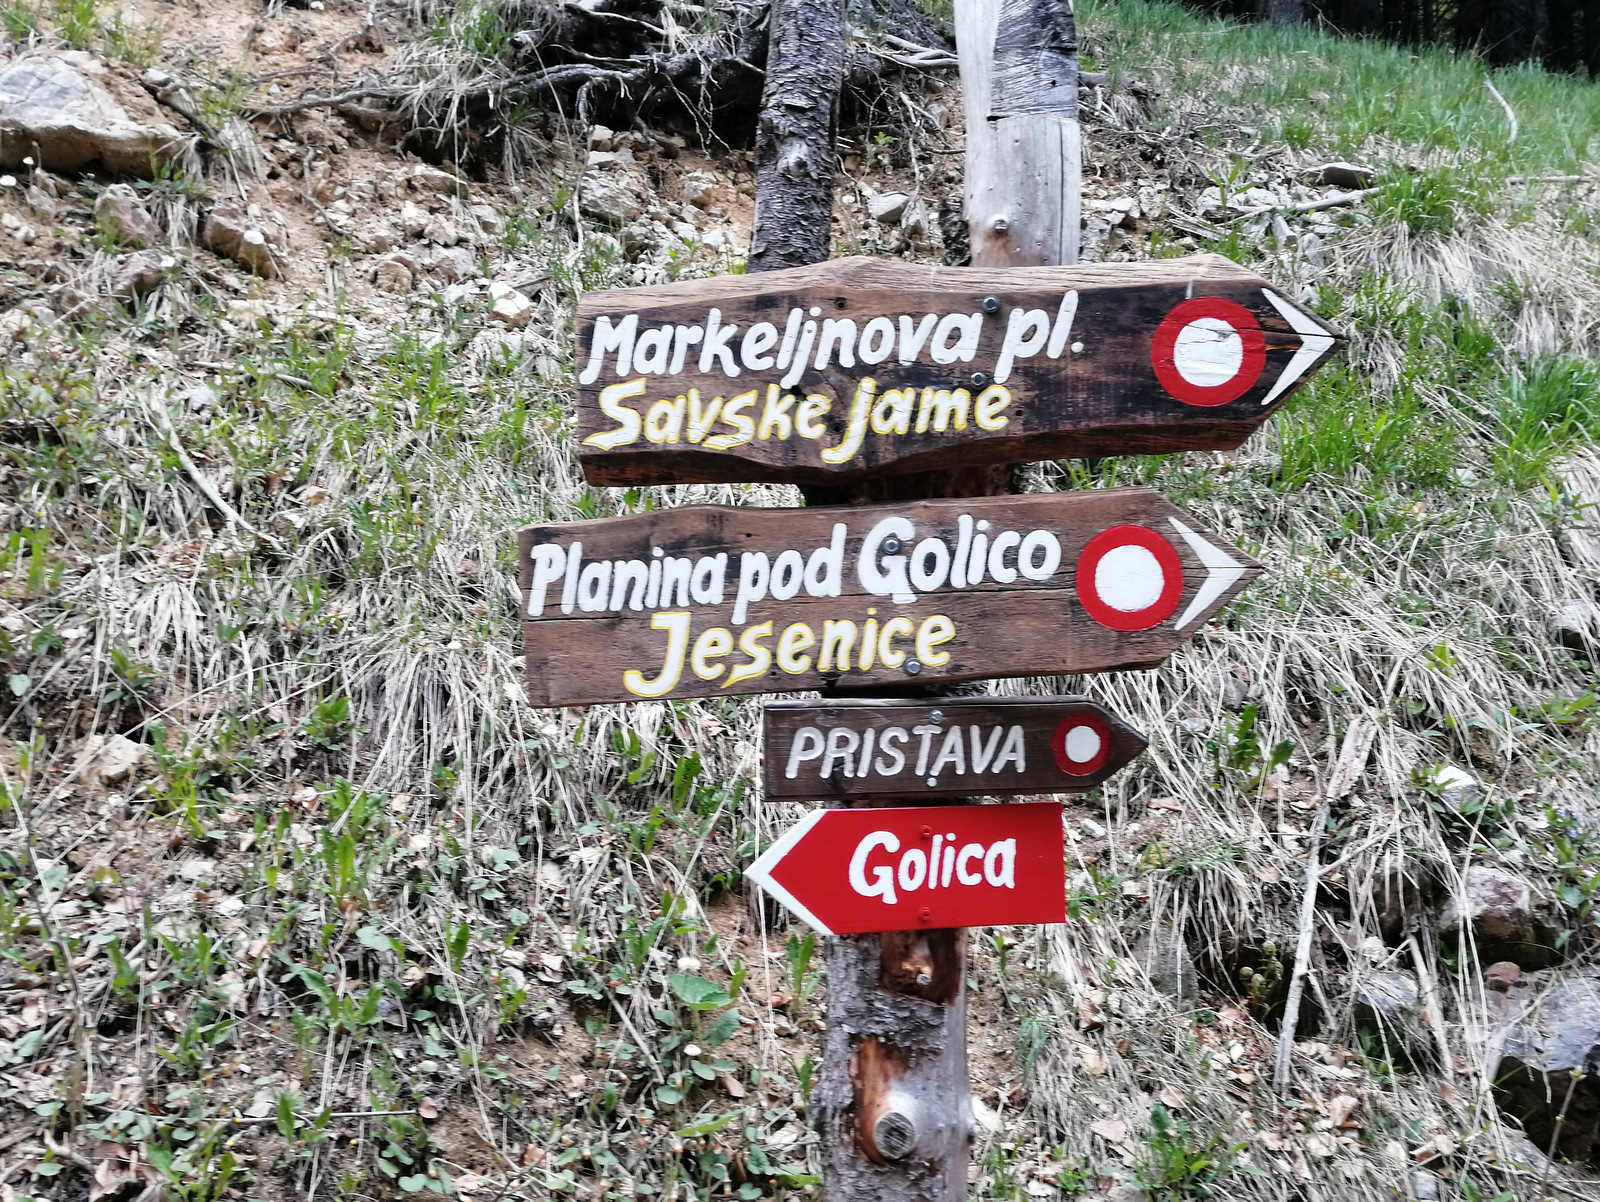 Markeljnova pl.
Savske jame
Planina pod Golico
Jesenice
PRISTAVA
Golica